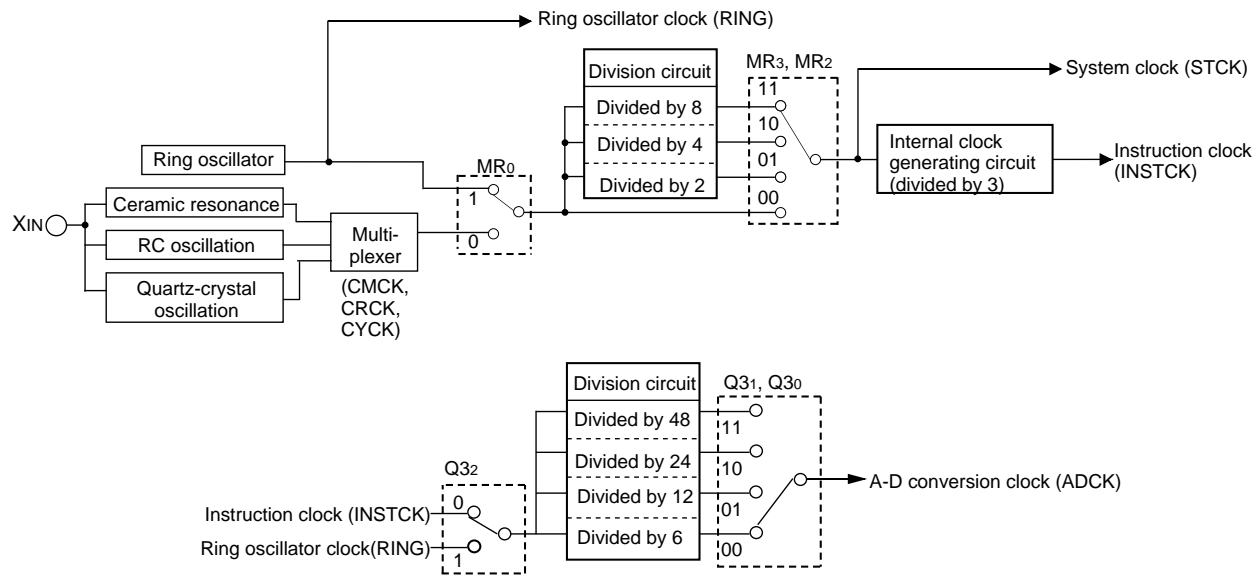 Ring oscillator clock (RING)
Division circuit
MR3, MR2
System clock (STCK)
Divided by 8
11
Divided by 4
10
Divided by 2
01
00
Internal clock
generating circuit
(divided by 3)
Instruction clock
(INSTCK)
Ring oscillator
MR0
1
0
XIN
Ceramic resonance
RC oscillation
Quartz-crystal
oscillation
Multi-
plexer
(CMCK,
CRCK,
CYCK)
Division circuit
Q31, Q30
Divided by 48
11
Divided by 24
10
Divided by 12
01
Divided by 6
00
A-D conversion clock (ADCK)
Q32
0
Instruction clock (INSTCK)
Ring oscillator clock(RING)
1